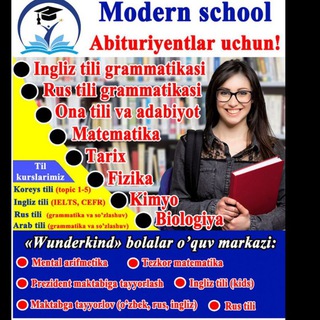 Modern school
Abituriyentlar uchun!
Ingliz tili grammatikasi
Rus tili grammatikasi
Ona tili va adabiyot
Matematika
Tarix
Fizika
Kimyo
Biologiya
Til
kurslarimiz
Koreys tili (topic 1-5)
Ingliz tili (IELTS, CEFR)
Rus tili (grammatika va so'zlashuv)
Arab tili (grammatika va so'zlashuv)
«Wunderkind» bolalar o'quv markazi:
Mental arifmetika
Tezkor matematika
Prezident maktabiga tayyorlash
Ingliz tili (kids)
Maktabga tayyorlov (o'zbek, rus, ingliz)
Rus tili